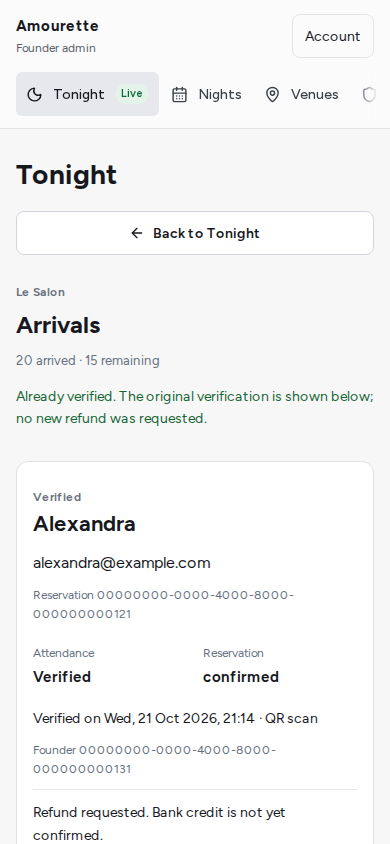 Amourette
Founder admin
Account
Tonight Live Nights Venues
Tonight
← Back to Tonight
Le Salon
Arrivals
20 arrived · 15 remaining
Already verified. The original verification is shown below;
no new refund was requested.
Verified
Alexandra
alexandra@example.com
Reservation 00000000-0000-4000-8000-
000000000121
Attendance Reservation
Verified confirmed
Verified on Wed, 21 Oct 2026, 21:14 · QR scan
Founder 00000000-0000-4000-8000-
000000000131
Refund requested. Bank credit is not yet
confirmed.